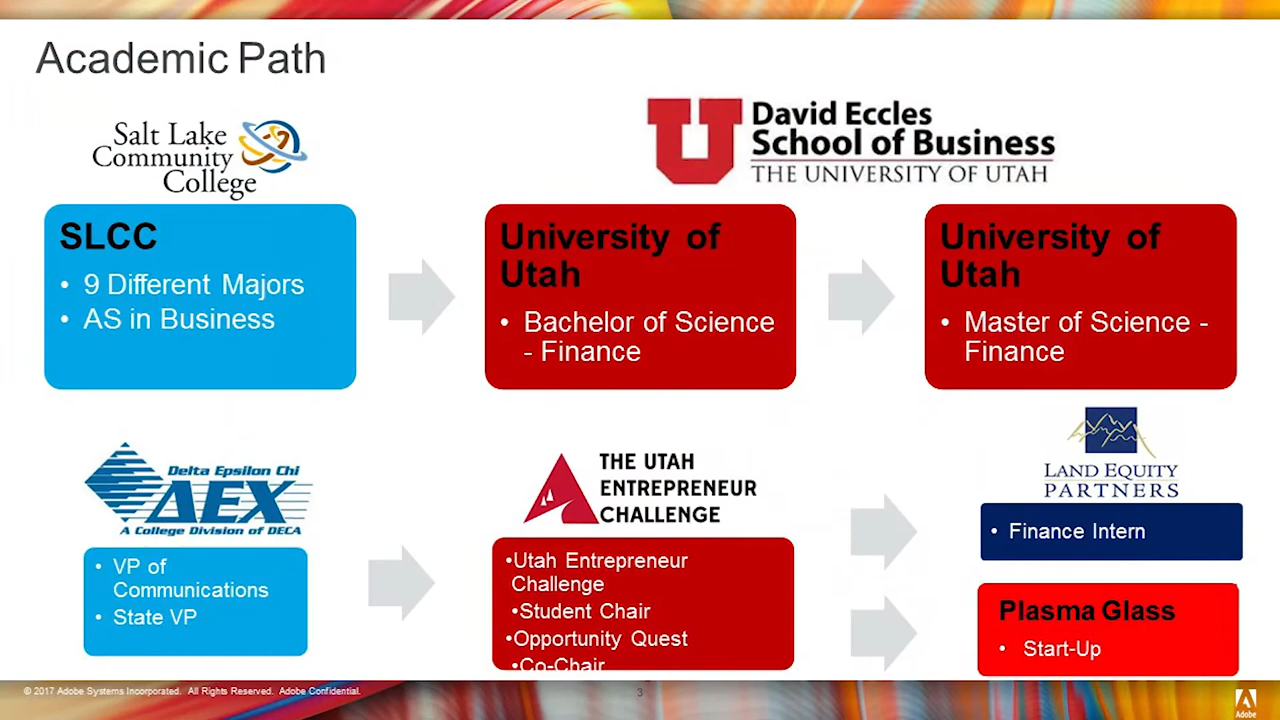 Academic Path
Salt Lake
Community
College
David Eccles
School of Business
THE UNIVERSITY OF UTAH
SLCC
• 9 Different Majors
• AS in Business
University of
Utah
• Bachelor of Science
- Finance
University of
Utah
• Master of Science -
Finance
Delta Epsilon Chi
ΔEX
A College Division of DECA
• VP of
Communications
• State VP
THE UTAH
ENTREPRENEUR
CHALLENGE
•Utah Entrepreneur
Challenge
•Student Chair
•Opportunity Quest
•Co-Chair
LAND EQUITY
PARTNERS
• Finance Intern
Plasma Glass
• Start-Up
© 2017 Adobe Systems Incorporated. All Rights Reserved. Adobe Confidential.
3
Adobe